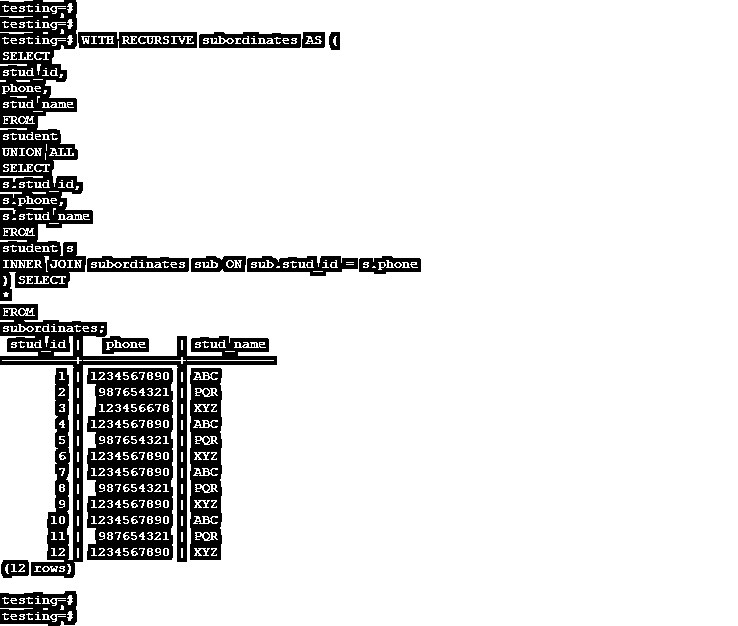 testing=#
testing=#
testing=# WITH RECURSIVE subordinates AS (
SELECT
stud_id,
phone,
stud_name
FROM
student
UNION ALL
SELECT
s.stud_id,
s.phone,
s.stud_name
FROM
student s
INNER JOIN subordinates sub ON sub.stud_id = s.phone
) SELECT
*
FROM
subordinates;
 stud_id |   phone    | stud_name
---------+------------+-----------
       1 | 1234567890 | ABC
       2 |  987654321 | PQR
       3 |  123456678 | XYZ
       4 | 1234567890 | ABC
       5 |  987654321 | PQR
       6 | 1234567890 | XYZ
       7 | 1234567890 | ABC
       8 |  987654321 | PQR
       9 | 1234567890 | XYZ
      10 | 1234567890 | ABC
      11 |  987654321 | PQR
      12 | 1234567890 | XYZ
(12 rows)
testing=#
testing=#